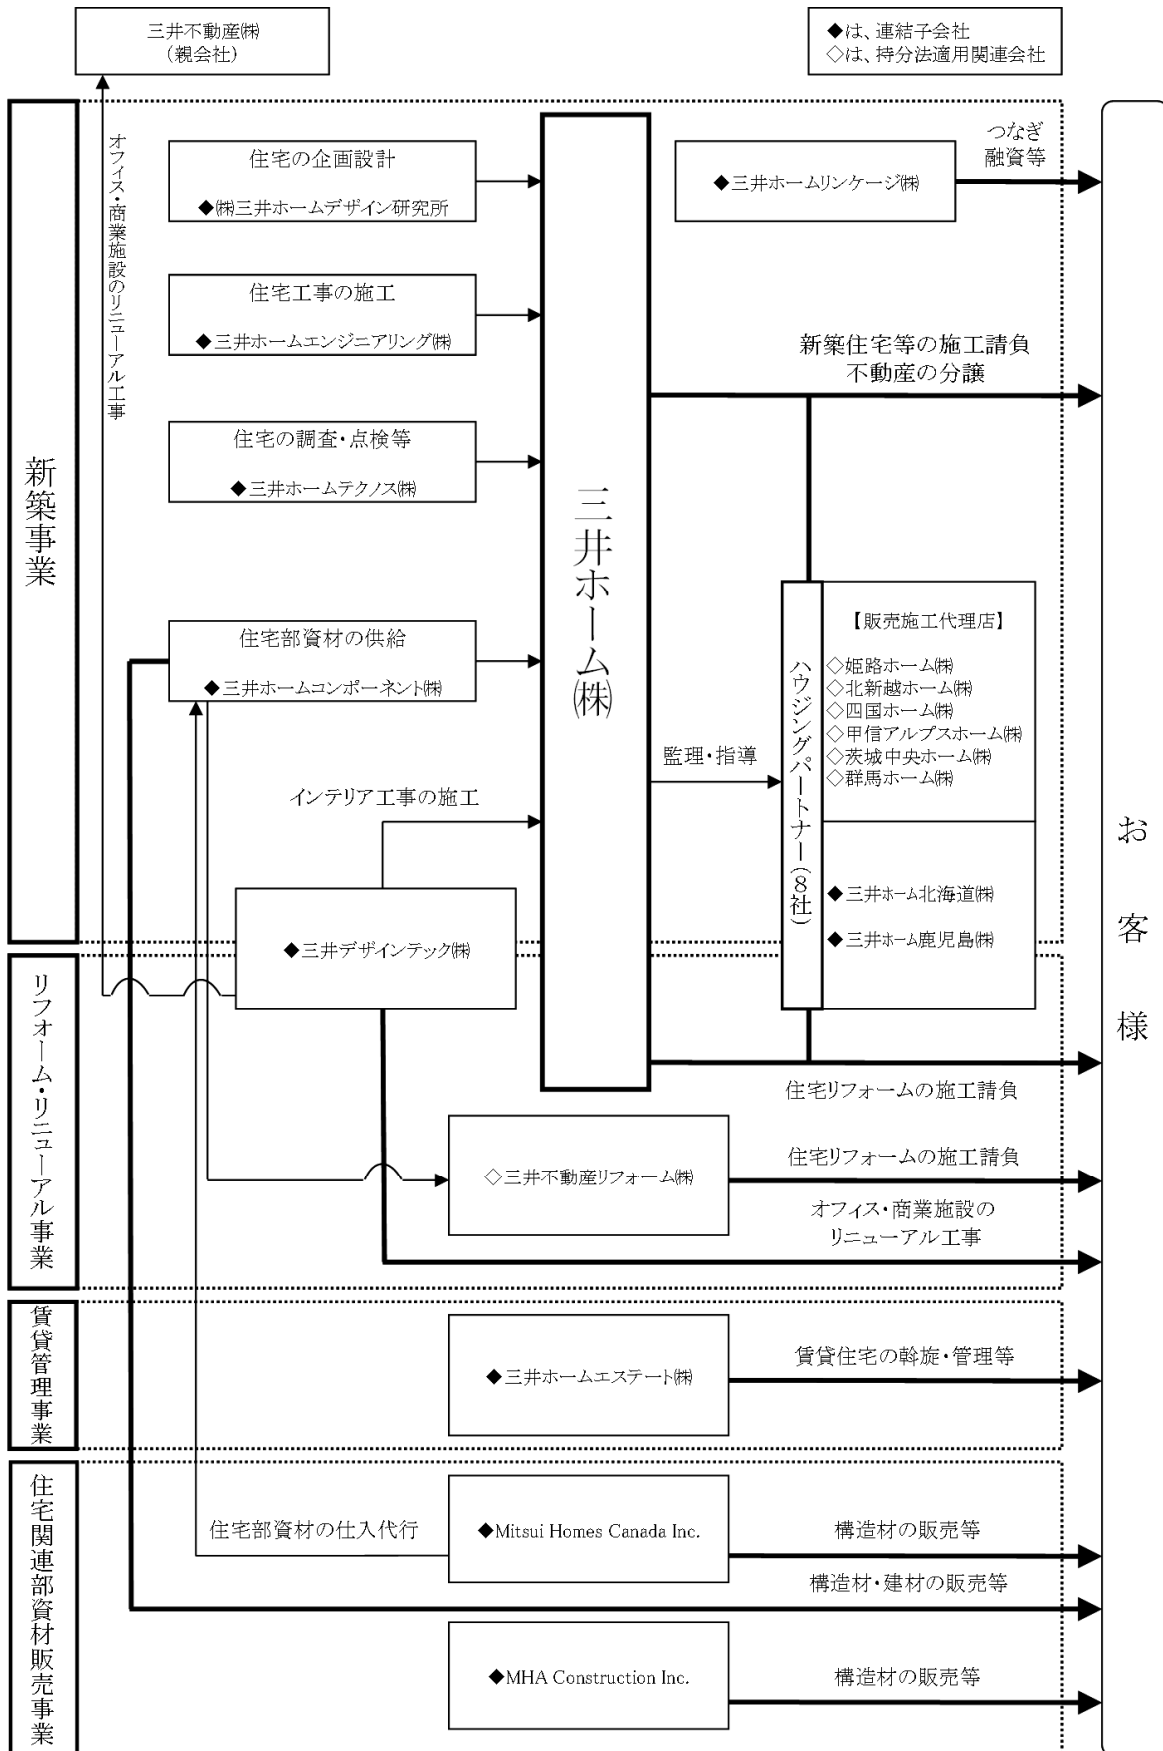 三井不動産㈱
（親会社）
◆は、連結子会社
◇は、持分法適用関連会社
新築事業
オフィス・商業施設のリニューアル工事
住宅の企画設計
◆㈱三井ホームデザイン研究所
住宅工事の施工
◆三井ホームエンジニアリング㈱
住宅の調査・点検等
◆三井ホームテクノス㈱
住宅部資材の供給
◆三井ホームコンポーネント㈱
インテリア工事の施工
◆三井デザインテック㈱
三井ホーム㈱
◆三井ホームリンケージ㈱
つなぎ
融資等
新築住宅等の施工請負
不動産の分譲
監理・指導
ハウジングパートナー（８社）
【販売施工代理店】
◇姫路ホーム㈱
◇北新越ホーム㈱
◇四国ホーム㈱
◇甲信アルプスホーム㈱
◇茨城中央ホーム㈱
◇群馬ホーム㈱
◆三井ホーム北海道㈱
◆三井ホーム鹿児島㈱
お客様
リフォーム・リニューアル事業
住宅リフォームの施工請負
◇三井不動産リフォーム㈱
住宅リフォームの施工請負
オフィス・商業施設の
リニューアル工事
賃貸管理事業
◆三井ホームエステート㈱
賃貸住宅の斡旋・管理等
住宅関連部資材販売事業
住宅部資材の仕入代行
◆Mitsui Homes Canada Inc.
構造材の販売等
構造材・建材の販売等
◆MHA Construction Inc.
構造材の販売等